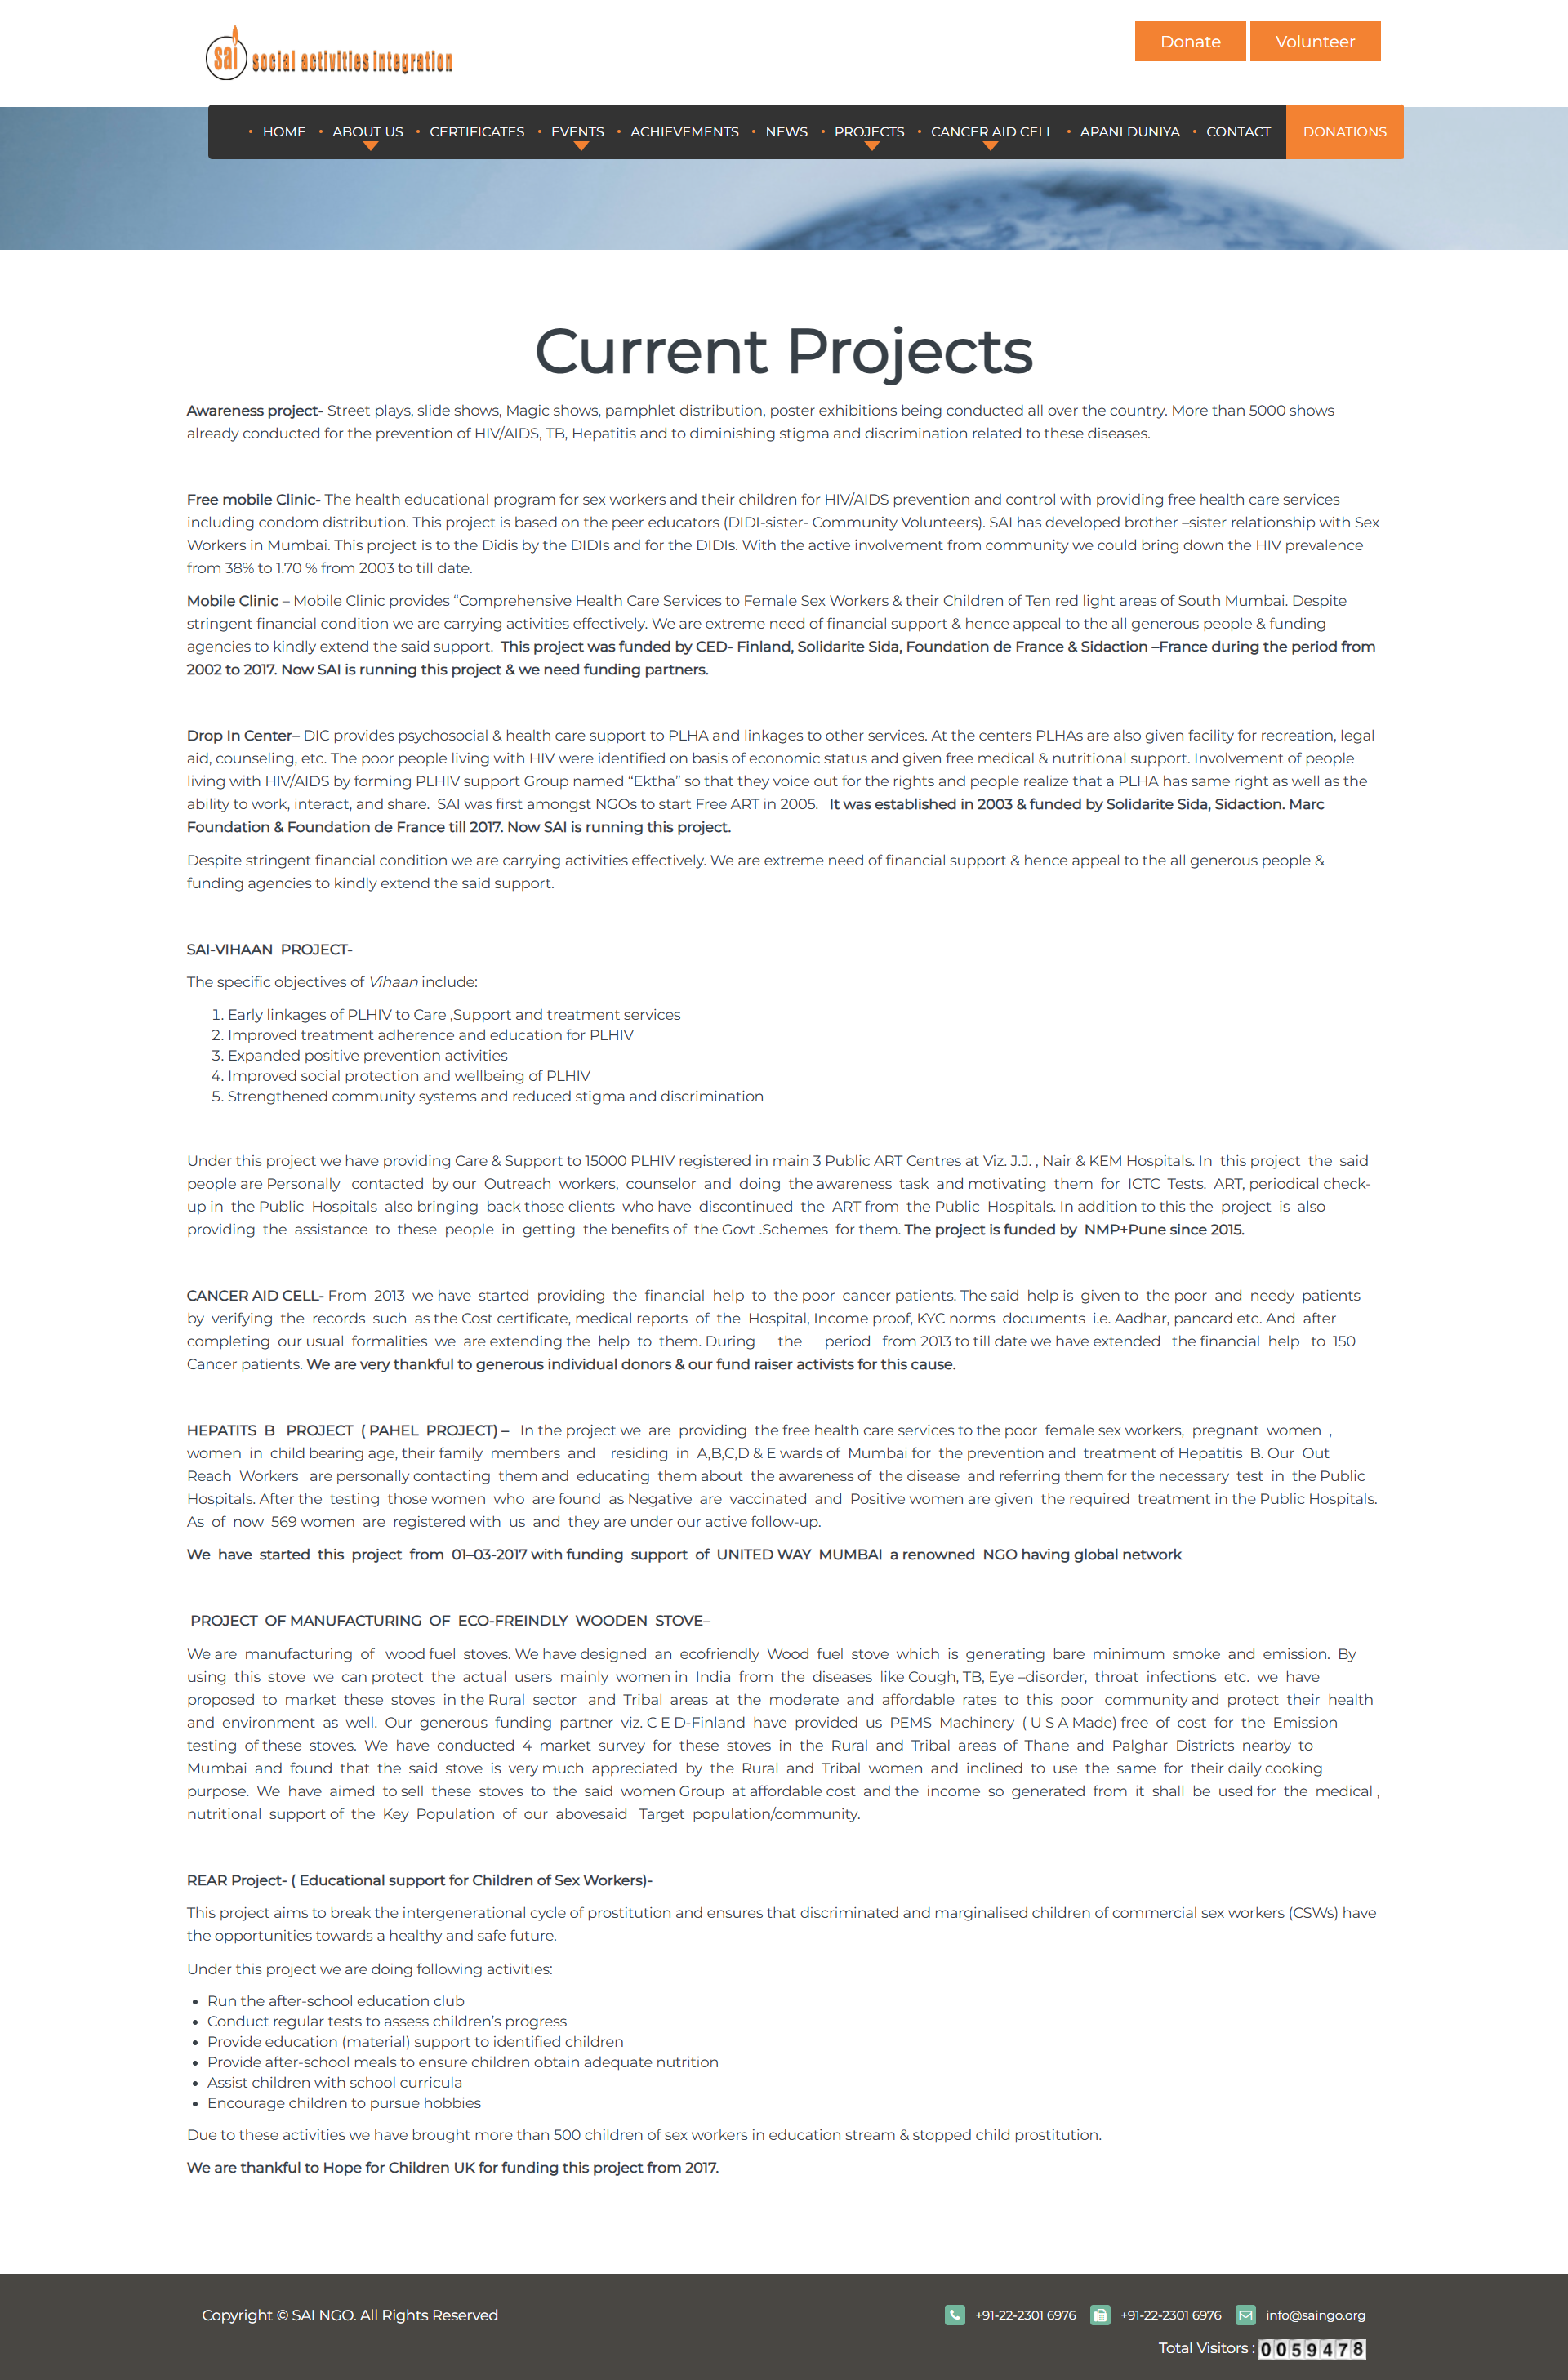 sai social activities integration
Donate Volunteer
HOME ABOUT US CERTIFICATES EVENTS ACHIEVEMENTS NEWS PROJECTS CANCER AID CELL APANI DUNIYA CONTACT DONATIONS
Current Projects
Awareness project- Street plays, slide shows, Magic shows, pamphlet distribution, poster exhibitions being conducted all over the country. More than 5000 shows
already conducted for the prevention of HIV/AIDS, TB, Hepatitis and to diminishing stigma and discrimination related to these diseases.
Free mobile Clinic- The health educational program for sex workers and their children for HIV/AIDS prevention and control with providing free health care services
including condom distribution. This project is based on the peer educators (DIDI-sister- Community Volunteers). SAI has developed brother –sister relationship with Sex
Workers in Mumbai. This project is to the Didis by the DIDIs and for the DIDIs. With the active involvement from community we could bring down the HIV prevalence
from 38% to 1.70 % from 2003 to till date.
Mobile Clinic – Mobile Clinic provides “Comprehensive Health Care Services to Female Sex Workers & their Children of Ten red light areas of South Mumbai. Despite
stringent financial condition we are carrying activities effectively. We are extreme need of financial support & hence appeal to the all generous people & funding
agencies to kindly extend the said support. This project was funded by CED- Finland, Solidarite Sida, Foundation de France & Sidaction –France during the period from
2002 to 2017. Now SAI is running this project & we need funding partners.
Drop In Center– DIC provides psychosocial & health care support to PLHA and linkages to other services. At the centers PLHAs are also given facility for recreation, legal
aid, counseling, etc. The poor people living with HIV were identified on basis of economic status and given free medical & nutritional support. Involvement of people
living with HIV/AIDS by forming PLHIV support Group named “Ektha” so that they voice out for the rights and people realize that a PLHA has same right as well as the
ability to work, interact, and share. SAI was first amongst NGOs to start Free ART in 2005. It was established in 2003 & funded by Solidarite Sida, Sidaction. Marc
Foundation & Foundation de France till 2017. Now SAI is running this project.
Despite stringent financial condition we are carrying activities effectively. We are extreme need of financial support & hence appeal to the all generous people &
funding agencies to kindly extend the said support.
SAI-VIHAAN PROJECT-
The specific objectives of Vihaan include:
1. Early linkages of PLHIV to Care ,Support and treatment services
2. Improved treatment adherence and education for PLHIV
3. Expanded positive prevention activities
4. Improved social protection and wellbeing of PLHIV
5. Strengthened community systems and reduced stigma and discrimination
Under this project we have providing Care & Support to 15000 PLHIV registered in main 3 Public ART Centres at Viz. J.J. , Nair & KEM Hospitals. In this project the said
people are Personally contacted by our Outreach workers, counselor and doing the awareness task and motivating them for ICTC Tests. ART, periodical check-
up in the Public Hospitals also bringing back those clients who have discontinued the ART from the Public Hospitals. In addition to this the project is also
providing the assistance to these people in getting the benefits of the Govt .Schemes for them. The project is funded by NMP+Pune since 2015.
CANCER AID CELL- From 2013 we have started providing the financial help to the poor cancer patients. The said help is given to the poor and needy patients
by verifying the records such as the Cost certificate, medical reports of the Hospital, Income proof, KYC norms documents i.e. Aadhar, pancard etc. And after
completing our usual formalities we are extending the help to them. During the period from 2013 to till date we have extended the financial help to 150
Cancer patients. We are very thankful to generous individual donors & our fund raiser activists for this cause.
HEPATITS B PROJECT ( PAHEL PROJECT) – In the project we are providing the free health care services to the poor female sex workers, pregnant women ,
women in child bearing age, their family members and residing in A,B,C,D & E wards of Mumbai for the prevention and treatment of Hepatitis B. Our Out
Reach Workers are personally contacting them and educating them about the awareness of the disease and referring them for the necessary test in the Public
Hospitals. After the testing those women who are found as Negative are vaccinated and Positive women are given the required treatment in the Public Hospitals.
As of now 569 women are registered with us and they are under our active follow-up.
We have started this project from 01–03-2017 with funding support of UNITED WAY MUMBAI a renowned NGO having global network
PROJECT OF MANUFACTURING OF ECO-FREINDLY WOODEN STOVE–
We are manufacturing of wood fuel stoves. We have designed an ecofriendly Wood fuel stove which is generating bare minimum smoke and emission. By
using this stove we can protect the actual users mainly women in India from the diseases like Cough, TB, Eye –disorder, throat infections etc. we have
proposed to market these stoves in the Rural sector and Tribal areas at the moderate and affordable rates to this poor community and protect their health
and environment as well. Our generous funding partner viz. C E D-Finland have provided us PEMS Machinery ( U S A Made) free of cost for the Emission
testing of these stoves. We have conducted 4 market survey for these stoves in the Rural and Tribal areas of Thane and Palghar Districts nearby to
Mumbai and found that the said stove is very much appreciated by the Rural and Tribal women and inclined to use the same for their daily cooking
purpose. We have aimed to sell these stoves to the said women Group at affordable cost and the income so generated from it shall be used for the medical ,
nutritional support of the Key Population of our abovesaid Target population/community.
REAR Project- ( Educational support for Children of Sex Workers)-
This project aims to break the intergenerational cycle of prostitution and ensures that discriminated and marginalised children of commercial sex workers (CSWs) have
the opportunities towards a healthy and safe future.
Under this project we are doing following activities:
• Run the after-school education club
• Conduct regular tests to assess children’s progress
• Provide education (material) support to identified children
• Provide after-school meals to ensure children obtain adequate nutrition
• Assist children with school curricula
• Encourage children to pursue hobbies
Due to these activities we have brought more than 500 children of sex workers in education stream & stopped child prostitution.
We are thankful to Hope for Children UK for funding this project from 2017.
Copyright © SAI NGO. All Rights Reserved
+91-22-2301 6976 +91-22-2301 6976 info@saingo.org
Total Visitors : 0059478